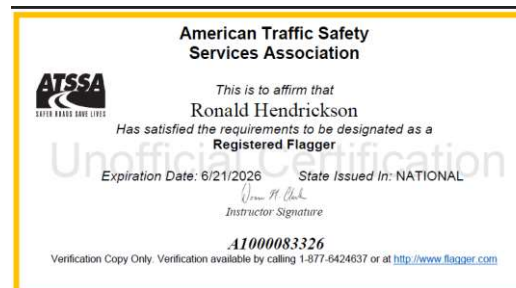 American Traffic Safety
Services Association
ATSSA
SAFER ROADS SAVE LIVES
This is to affirm that
Ronald Hendrickson
Has satisfied the requirements to be designated as a
Registered Flagger
Unofficial Certification
Expiration Date: 6/21/2026 State Issued In: NATIONAL
Instructor Signature
A1000083326
Verification Copy Only. Verification available by calling 1-877-6424637 or at http://www.flagger.com